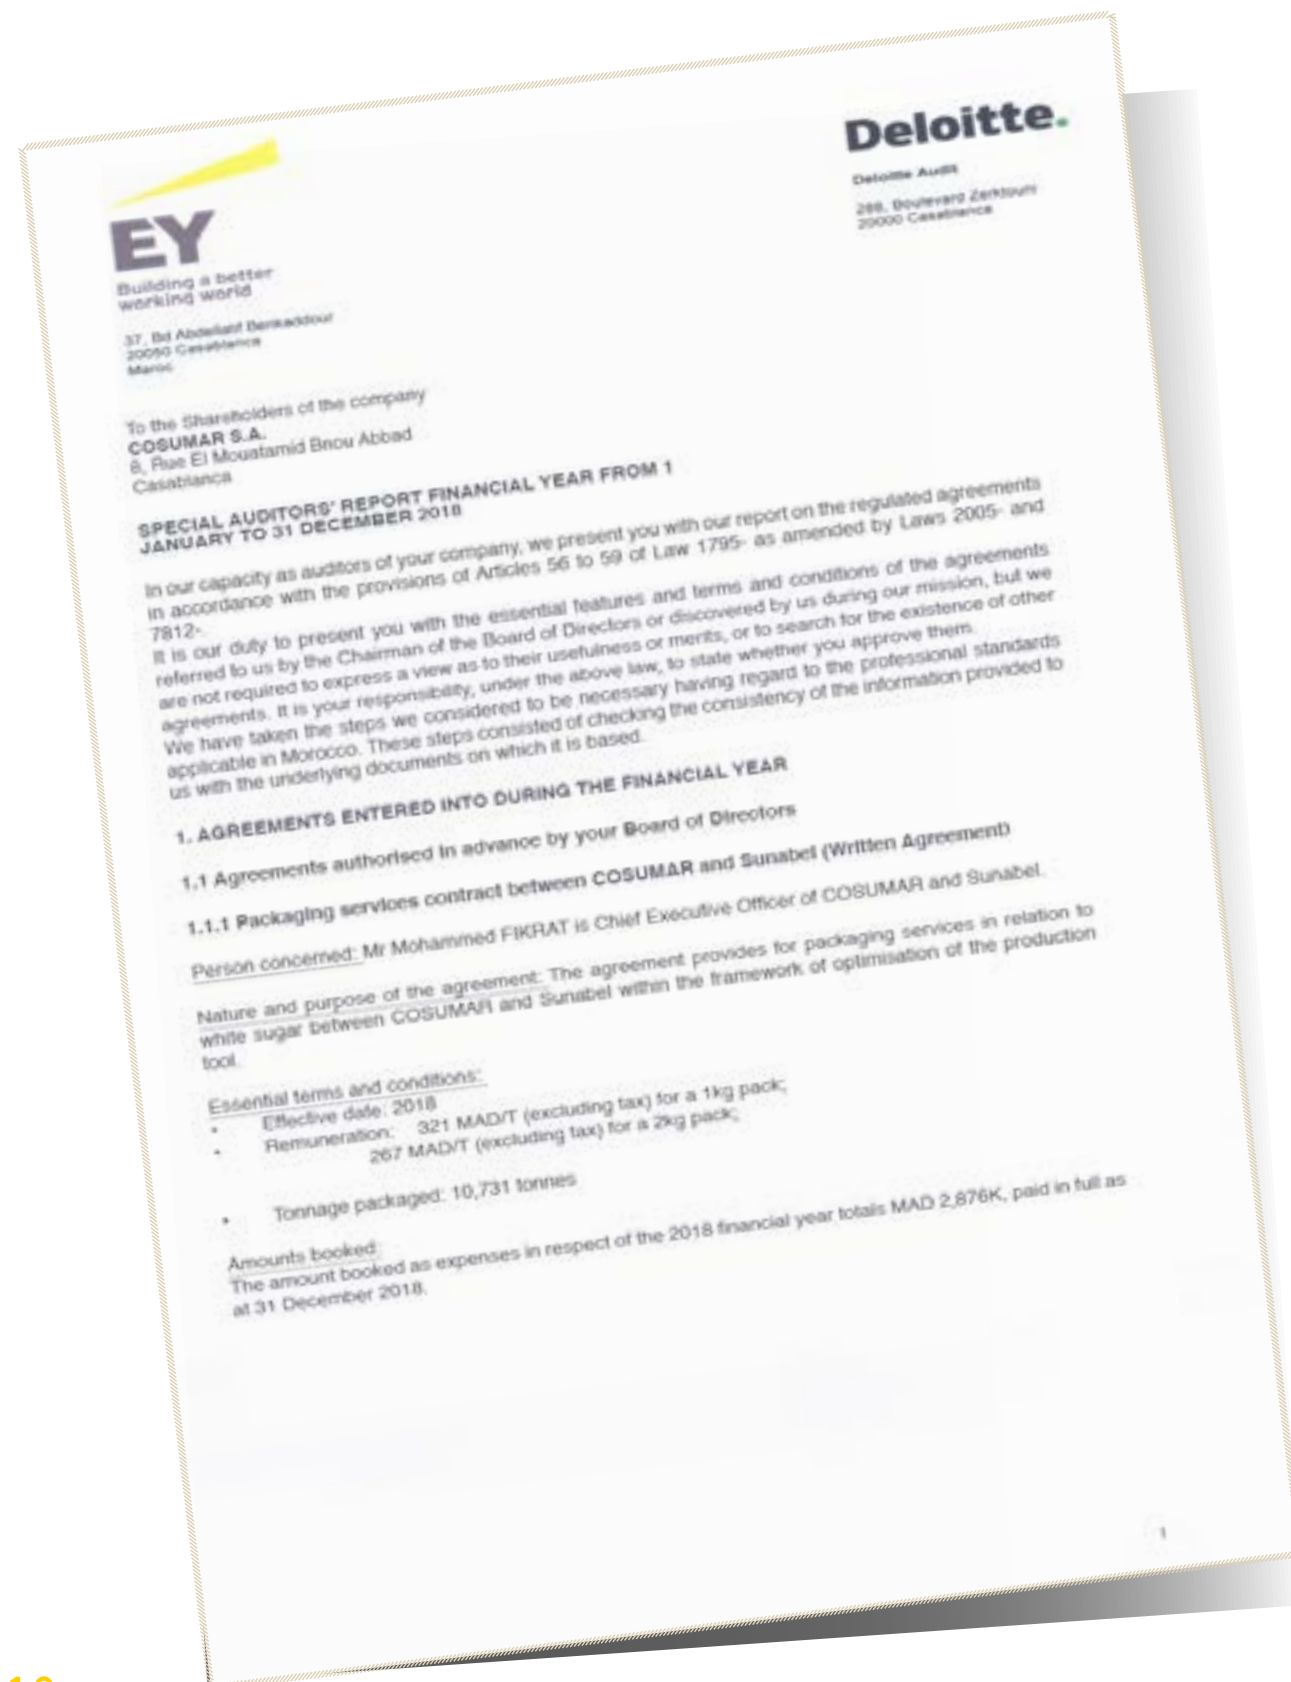 EY
Building a better
working world
37, Bd Abdellatif Benkaddour
20050 Casablanca
Maroc
Deloitte.
Deloitte Audit
288, Boulevard Zerktouni
20000 Casablanca
To the Shareholders of the company
COSUMAR S.A.
8, Rue El Mouatamid Bnou Abbad
Casablanca
SPECIAL AUDITORS' REPORT FINANCIAL YEAR FROM 1
JANUARY TO 31 DECEMBER 2018
In our capacity as auditors of your company, we present you with our report on the regulated agreements
in accordance with the provisions of Articles 56 to 59 of Law 1795- as amended by Laws 2005- and
7812-.
It is our duty to present you with the essential features and terms and conditions of the agreements
referred to us by the Chairman of the Board of Directors or discovered by us during our mission, but we
are not required to express a view as to their usefulness or merits, or to search for the existence of other
agreements. It is your responsibility, under the above law, to state whether you approve them.
We have taken the steps we considered to be necessary having regard to the professional standards
applicable in Morocco. These steps consisted of checking the consistency of the information provided to
us with the underlying documents on which it is based.
1. AGREEMENTS ENTERED INTO DURING THE FINANCIAL YEAR
1.1 Agreements authorised in advance by your Board of Directors
1.1.1 Packaging services contract between COSUMAR and Sunabel (Written Agreement)
Person concerned: Mr Mohammed FIKRAT is Chief Executive Officer of COSUMAR and Sunabel.
Nature and purpose of the agreement: The agreement provides for packaging services in relation to
white sugar between COSUMAR and Sunabel within the framework of optimisation of the production
tool.
Essential terms and conditions:
• Effective date: 2018
• Remuneration: 321 MAD/T (excluding tax) for a 1kg pack;
267 MAD/T (excluding tax) for a 2kg pack;
• Tonnage packaged: 10,731 tonnes
Amounts booked:
The amount booked as expenses in respect of the 2018 financial year totals MAD 2,876K, paid in full as
at 31 December 2018.
1